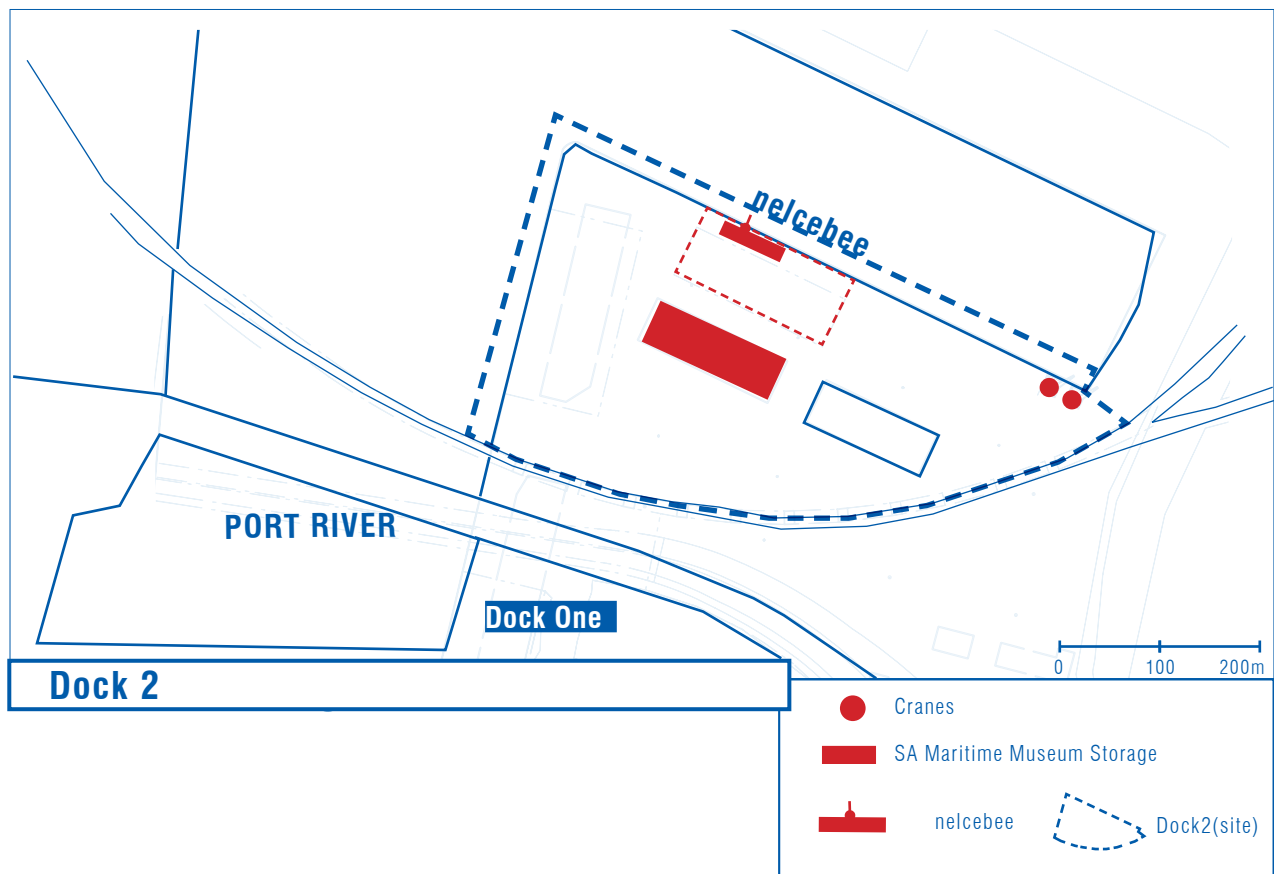 nelcebee
PORT RIVER
Dock One
0 100 200m
Dock 2
Cranes
SA Maritime Museum Storage
nelcebee
Dock2(site)